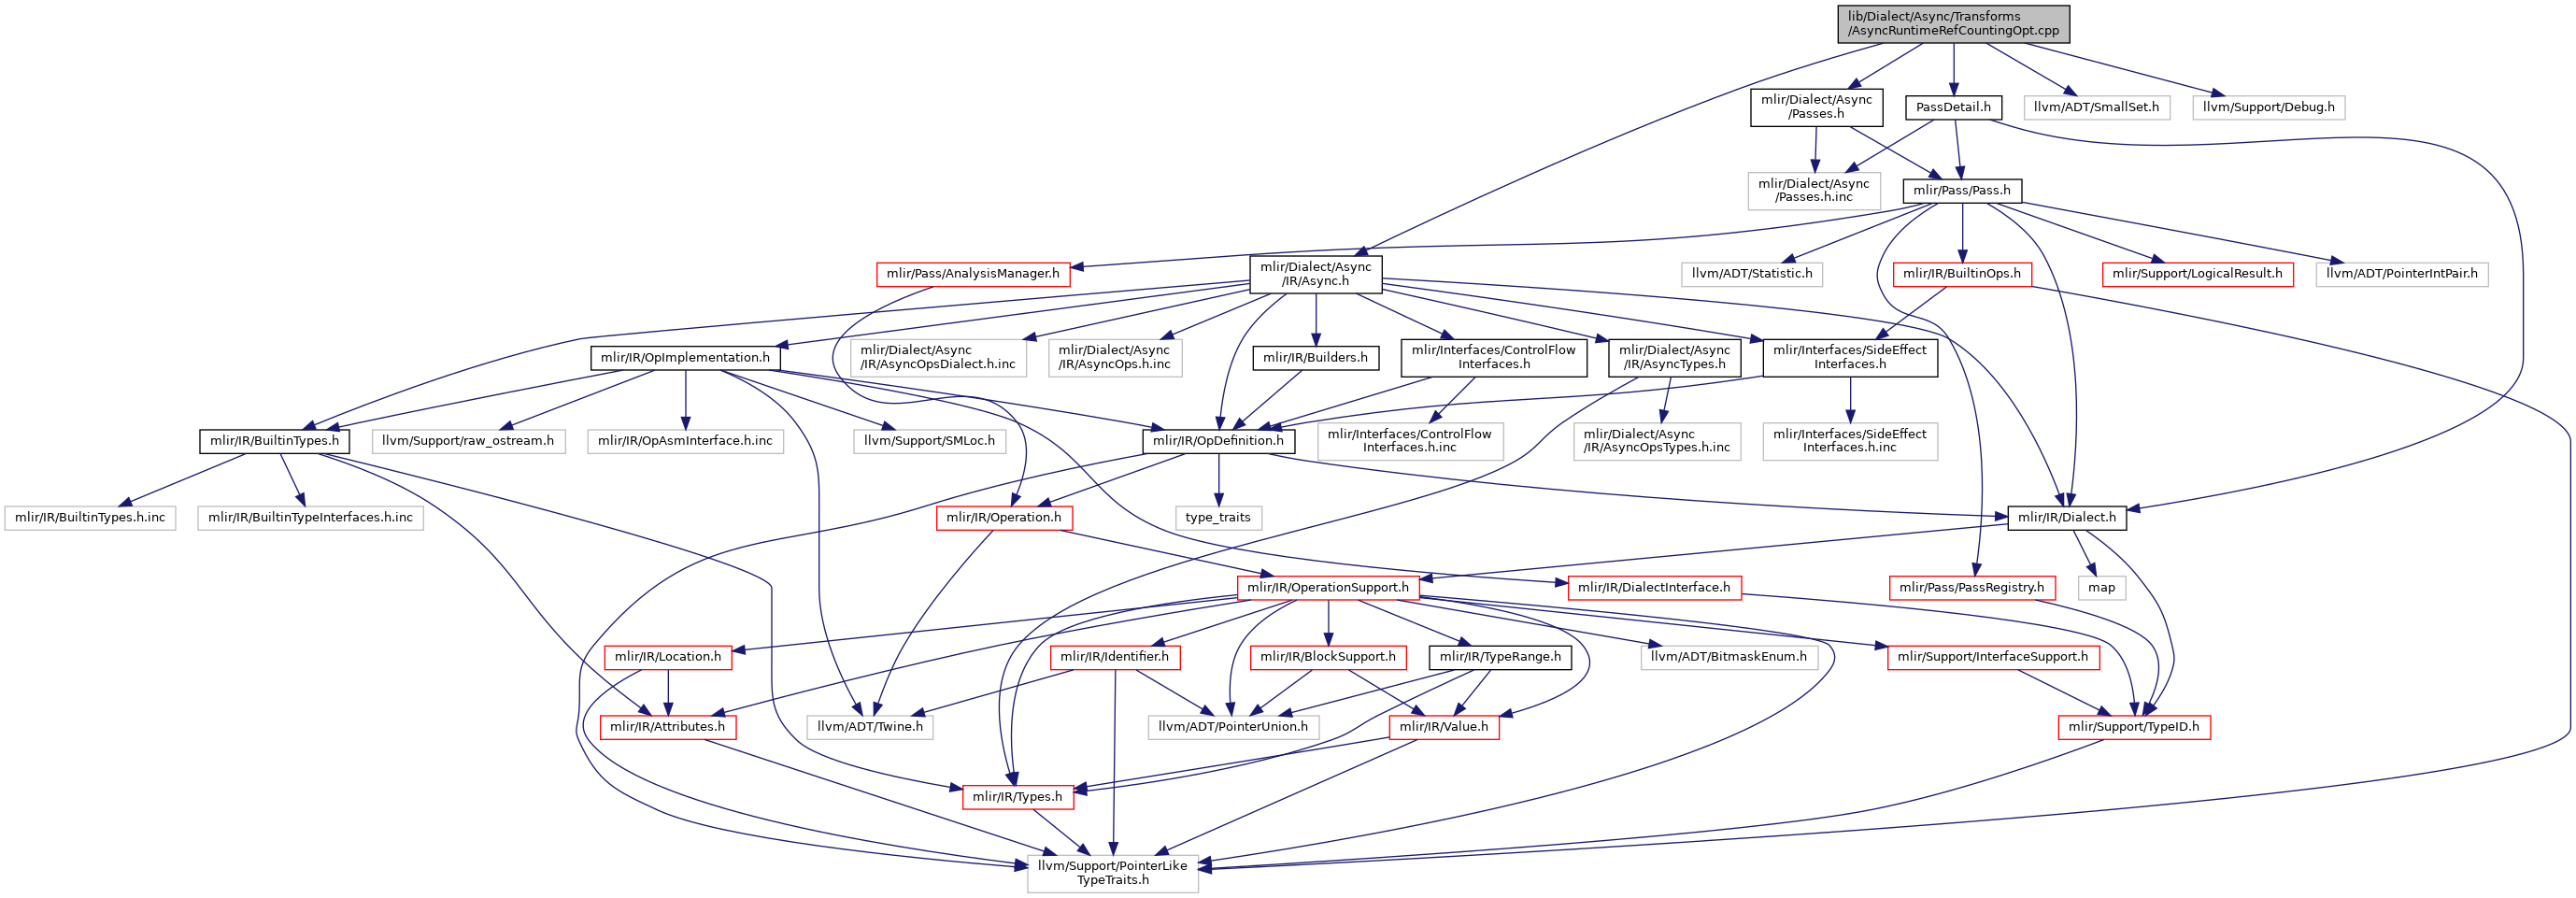 lib/Dialect/Async/Transforms
/AsyncRuntimeRefCountingOpt.cpp
mlir/Dialect/Async
/Passes.h
PassDetail.h
llvm/ADT/SmallSet.h
llvm/Support/Debug.h
mlir/Dialect/Async
/Passes.h.inc
mlir/Pass/Pass.h
mlir/Pass/AnalysisManager.h
mlir/Dialect/Async
/IR/Async.h
llvm/ADT/Statistic.h
mlir/IR/BuiltinOps.h
mlir/Support/LogicalResult.h
llvm/ADT/PointerIntPair.h
mlir/IR/OpImplementation.h
mlir/Dialect/Async
/IR/AsyncOpsDialect.h.inc
mlir/Dialect/Async
/IR/AsyncOps.h.inc
mlir/IR/Builders.h
mlir/Interfaces/ControlFlow
Interfaces.h
mlir/Dialect/Async
/IR/AsyncTypes.h
mlir/Interfaces/SideEffect
Interfaces.h
mlir/IR/BuiltinTypes.h
llvm/Support/raw_ostream.h
mlir/IR/OpAsmInterface.h.inc
llvm/Support/SMLoc.h
mlir/IR/OpDefinition.h
mlir/Interfaces/ControlFlow
Interfaces.h.inc
mlir/Dialect/Async
/IR/AsyncOpsTypes.h.inc
mlir/Interfaces/SideEffect
Interfaces.h.inc
mlir/IR/BuiltinTypes.h.inc
mlir/IR/BuiltinTypeInterfaces.h.inc
mlir/IR/Operation.h
type_traits
mlir/IR/Dialect.h
mlir/IR/OperationSupport.h
mlir/IR/DialectInterface.h
mlir/Pass/PassRegistry.h
map
mlir/IR/Location.h
mlir/IR/Identifier.h
mlir/IR/BlockSupport.h
mlir/IR/TypeRange.h
llvm/ADT/BitmaskEnum.h
mlir/Support/InterfaceSupport.h
mlir/IR/Attributes.h
llvm/ADT/Twine.h
llvm/ADT/PointerUnion.h
mlir/IR/Value.h
mlir/Support/TypeID.h
mlir/IR/Types.h
llvm/Support/PointerLike
TypeTraits.h